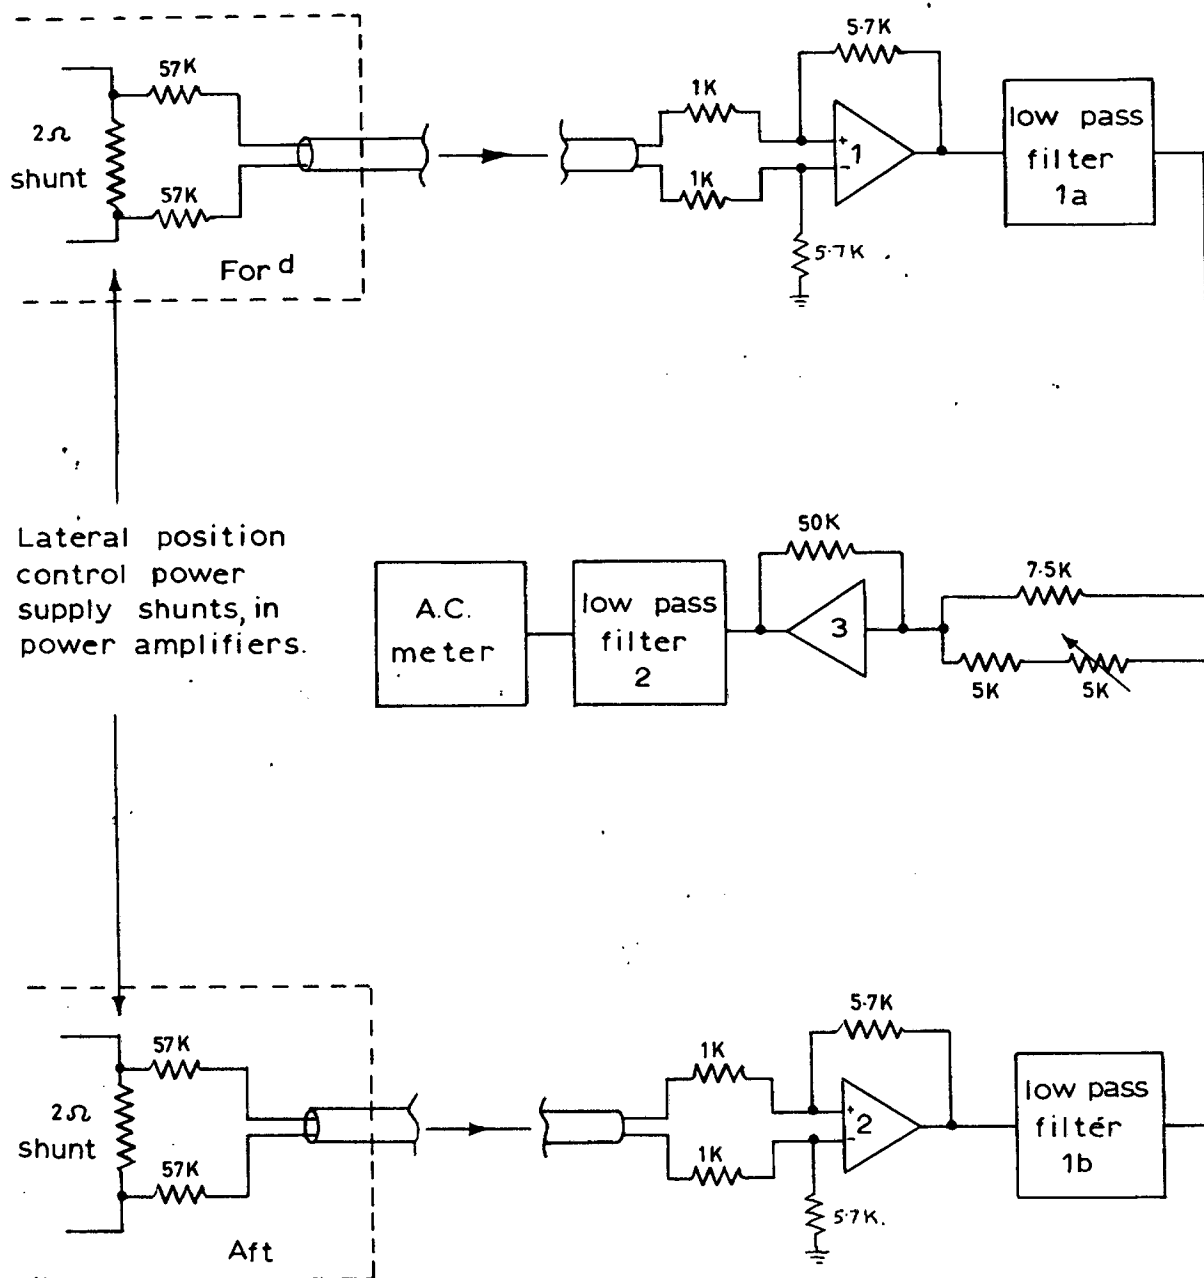 57K
2Ω
shunt
57K
For d
1K
1K
5.7K
+
1
-
5.7K
low pass
filter
1a
Lateral position
control power
supply shunts, in
power amplifiers.
A.C.
meter
low pass
filter
2
50K
3
7.5K
5K
5K
57K
2Ω
shunt
57K
Aft
1K
1K
5.7K
+
2
-
5.7K.
low pass
filter
1b